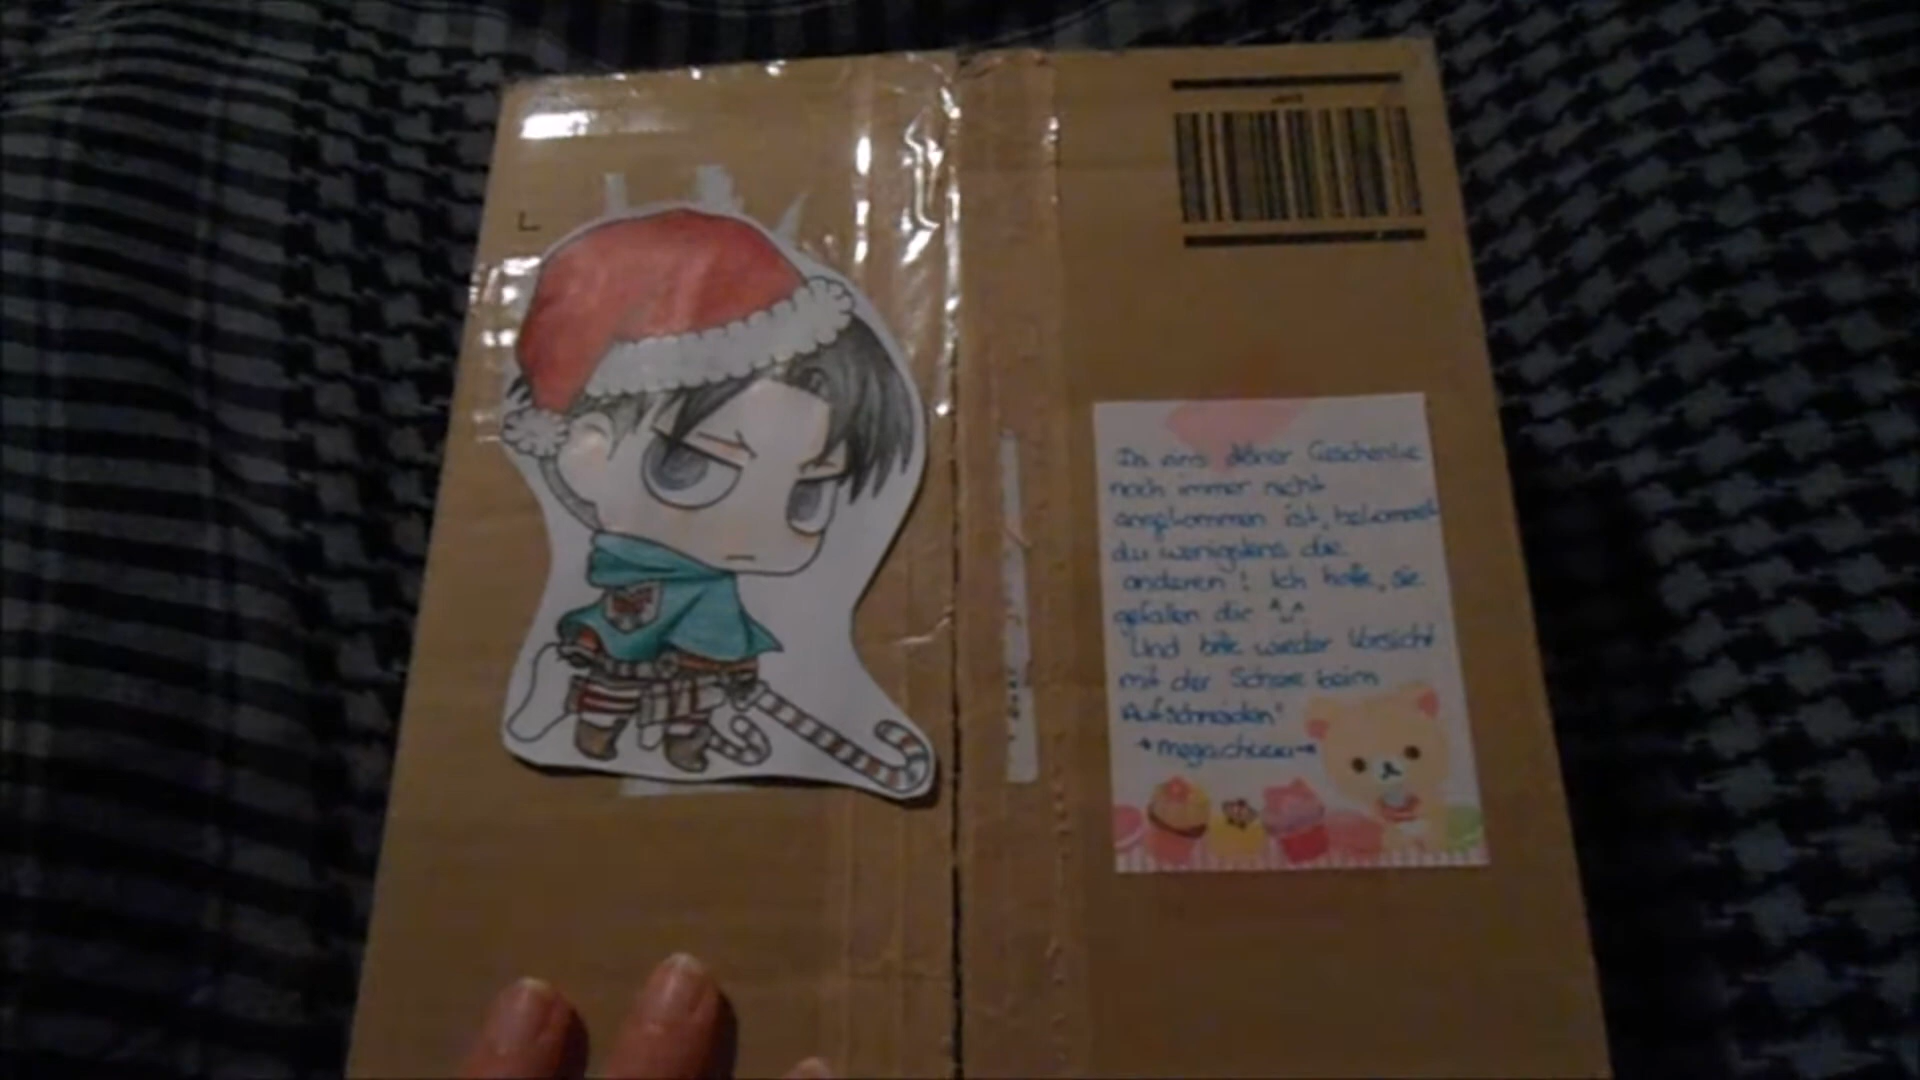 Da eins deiner Geschenke
noch immer nicht
angekommen ist, bekommst
du wenigstens die
anderen! Ich hoffe, sie
gefallen dir ^_^
Und bitte wieder Vorsicht
mit der Schere beim
Aufschneiden!